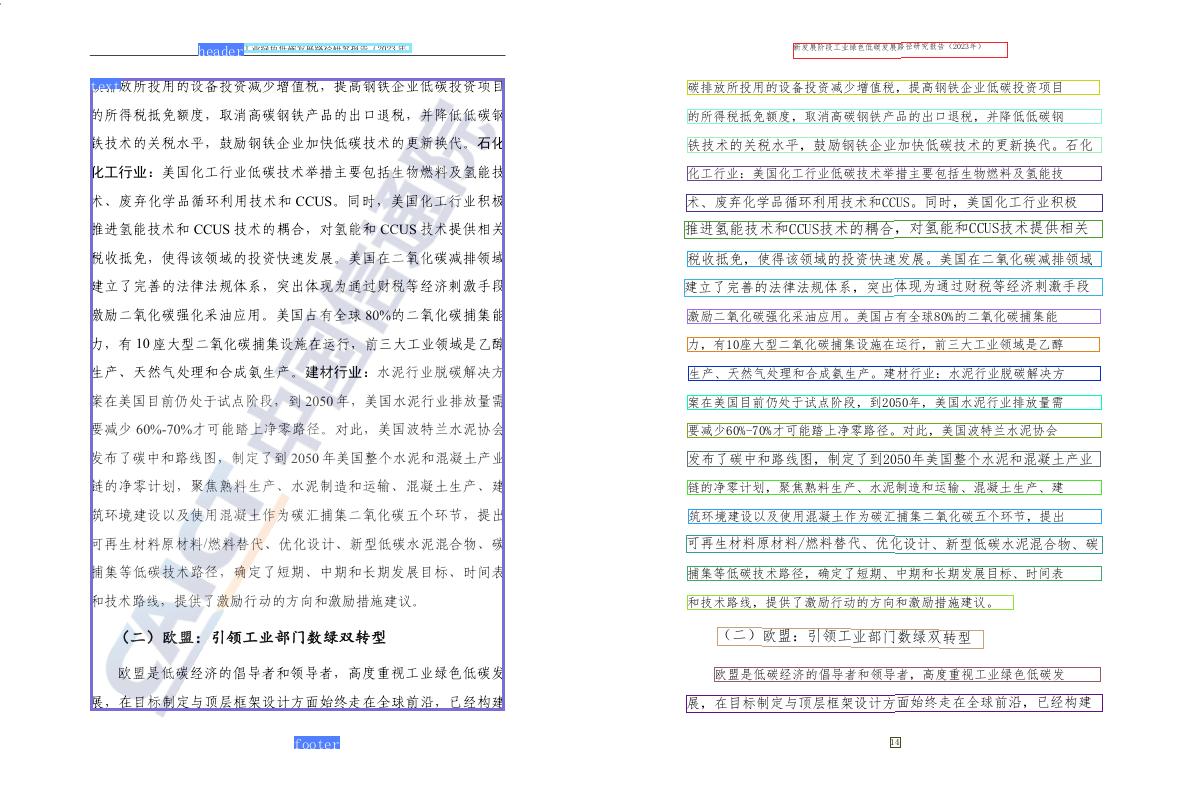 header 工业绿色低碳发展路径研究报告（2023年）
text 放所投用的设备投资减少增值税，提高钢铁企业低碳投资项目
的所得税抵免额度，取消高碳钢铁产品的出口退税，并降低低碳钢
铁技术的关税水平，鼓励钢铁企业加快低碳技术的更新换代。石化
化工行业：美国化工行业低碳技术举措主要包括生物燃料及氢能技
术、废弃化学品循环利用技术和 CCUS。同时，美国化工行业积极
推进氢能技术和 CCUS 技术的耦合，对氢能和 CCUS 技术提供相关
税收抵免，使得该领域的投资快速发展。美国在二氧化碳减排领域
建立了完善的法律法规体系，突出体现为通过财税等经济刺激手段
激励二氧化碳强化采油应用。美国占有全球 80%的二氧化碳捕集能
力，有 10 座大型二氧化碳捕集设施在运行，前三大工业领域是乙醇
生产、天然气处理和合成氨生产。建材行业：水泥行业脱碳解决方
案在美国目前仍处于试点阶段，到 2050 年，美国水泥行业排放量需
要减少 60%-70%才可能踏上净零路径。对此，美国波特兰水泥协会
发布了碳中和路线图，制定了到 2050 年美国整个水泥和混凝土产业
链的净零计划，聚焦熟料生产、水泥制造和运输、混凝土生产、建
筑环境建设以及使用混凝土作为碳汇捕集二氧化碳五个环节，提出
可再生材料原材料/燃料替代、优化设计、新型低碳水泥混合物、碳
捕集等低碳技术路径，确定了短期、中期和长期发展目标、时间表
和技术路线，提供了激励行动的方向和激励措施建议。
（二）欧盟：引领工业部门数绿双转型
欧盟是低碳经济的倡导者和领导者，高度重视工业绿色低碳发
展，在目标制定与顶层框架设计方面始终走在全球前沿，已经构建
footer
CAICT 中国信通院
新发展阶段工业绿色低碳发展路径研究报告（2023年）
碳排放所投用的设备投资减少增值税，提高钢铁企业低碳投资项目
的所得税抵免额度，取消高碳钢铁产品的出口退税，并降低低碳钢
铁技术的关税水平，鼓励钢铁企业加快低碳技术的更新换代。石化
化工行业：美国化工行业低碳技术举措主要包括生物燃料及氢能技
术、废弃化学品循环利用技术和CCUS。同时，美国化工行业积极
推进氢能技术和CCUS技术的耦合，对氢能和CCUS技术提供相关
税收抵免，使得该领域的投资快速发展。美国在二氧化碳减排领域
建立了完善的法律法规体系，突出体现为通过财税等经济刺激手段
激励二氧化碳强化采油应用。美国占有全球80%的二氧化碳捕集能
力，有10座大型二氧化碳捕集设施在运行，前三大工业领域是乙醇
生产、天然气处理和合成氨生产。建材行业：水泥行业脱碳解决方
案在美国目前仍处于试点阶段，到2050年，美国水泥行业排放量需
要减少60%-70%才可能踏上净零路径。对此，美国波特兰水泥协会
发布了碳中和路线图，制定了到2050年美国整个水泥和混凝土产业
链的净零计划，聚焦熟料生产、水泥制造和运输、混凝土生产、建
筑环境建设以及使用混凝土作为碳汇捕集二氧化碳五个环节，提出
可再生材料原材料/燃料替代、优化设计、新型低碳水泥混合物、碳
捕集等低碳技术路径，确定了短期、中期和长期发展目标、时间表
和技术路线，提供了激励行动的方向和激励措施建议。
（二）欧盟：引领工业部门数绿双转型
欧盟是低碳经济的倡导者和领导者，高度重视工业绿色低碳发
展，在目标制定与顶层框架设计方面始终走在全球前沿，已经构建
14